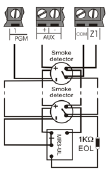 PGM
+ -
AUX
COM Z1
Smoke
detector
Smoke
detector
1KΩ
EOL